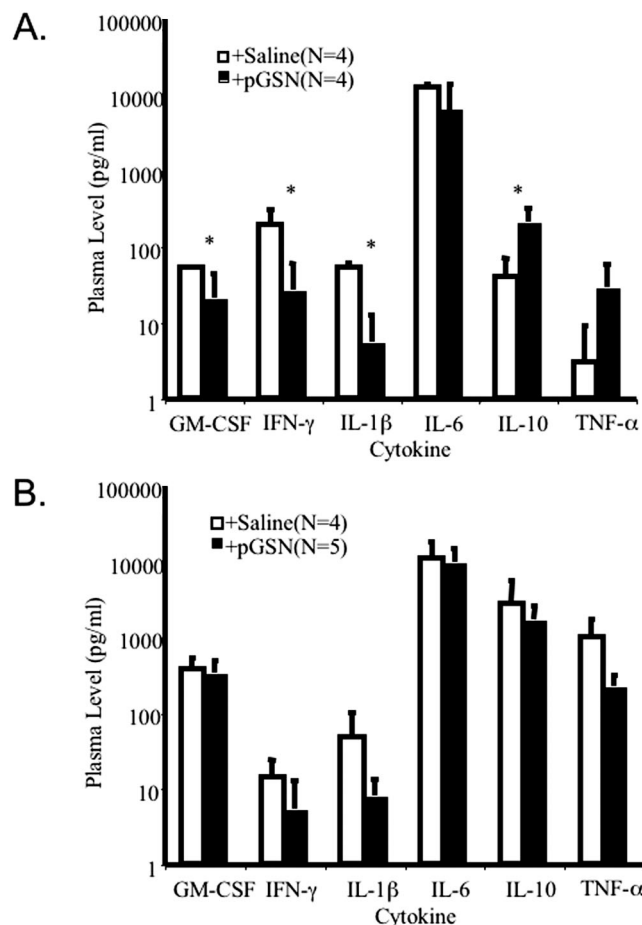 A.
100000
10000
1000
100
10
1
Plasma Level (pg/ml)
+Saline(N=4)
+pGSN(N=4)
* * * *
GM-CSF IFN-γ IL-1β IL-6 IL-10 TNF-α
Cytokine
B.
100000
10000
1000
100
10
1
Plasma Level (pg/ml)
+Saline(N=4)
+pGSN(N=5)
GM-CSF IFN-γ IL-1β IL-6 IL-10 TNF-α
Cytokine